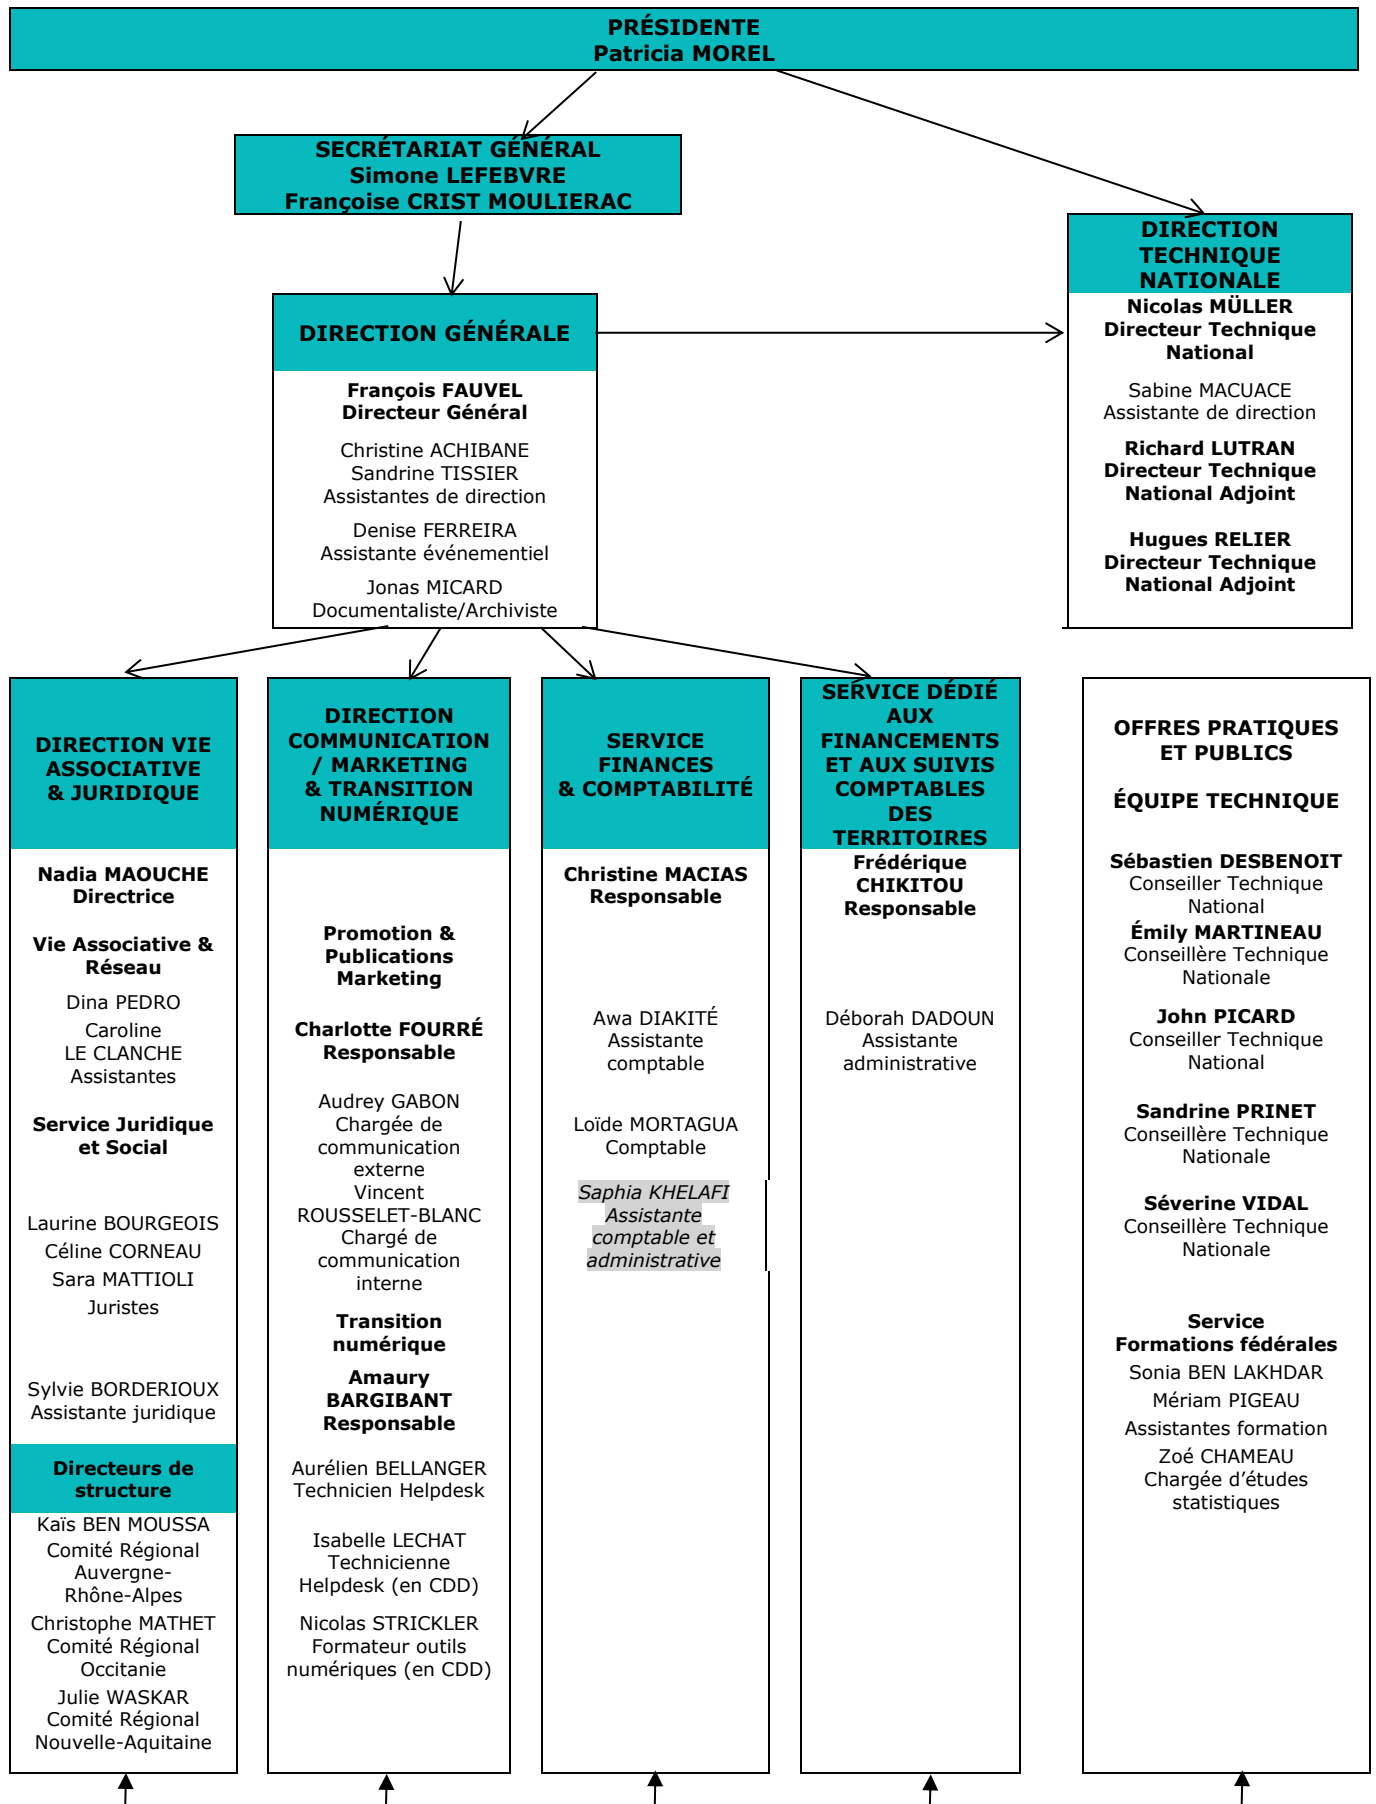 PRÉSIDENTE
Patricia MOREL
SECRÉTARIAT GÉNÉRAL
Simone LEFEBVRE
Françoise CRIST MOULIERAC
DIRECTION GÉNÉRALE
François FAUVEL
Directeur Général
Christine ACHIBANE
Sandrine TISSIER
Assistantes de direction
Denise FERREIRA
Assistante événementiel
Jonas MICARD
Documentaliste/Archiviste
DIRECTION
TECHNIQUE
NATIONALE
Nicolas MÜLLER
Directeur Technique
National
Sabine MACUACE
Assistante de direction
Richard LUTRAN
Directeur Technique
National Adjoint
Hugues RELIER
Directeur Technique
National Adjoint
DIRECTION VIE
ASSOCIATIVE
& JURIDIQUE
Nadia MAOUCHE
Directrice
Vie Associative &
Réseau
Dina PEDRO
Caroline
LE CLANCHE
Assistantes
Service Juridique
et Social
Laurine BOURGEOIS
Céline CORNEAU
Sara MATTIOLI
Juristes
Sylvie BORDERIOUX
Assistante juridique
Directeurs de
structure
Kaïs BEN MOUSSA
Comité Régional
Auvergne-
Rhône-Alpes
Christophe MATHET
Comité Régional
Occitanie
Julie WASKAR
Comité Régional
Nouvelle-Aquitaine
DIRECTION
COMMUNICATION
/ MARKETING
& TRANSITION
NUMÉRIQUE
Promotion &
Publications
Marketing
Charlotte FOURRÉ
Responsable
Audrey GABON
Chargée de
communication
externe
Vincent
ROUSSELET-BLANC
Chargé de
communication
interne
Transition
numérique
Amaury
BARGIBANT
Responsable
Aurélien BELLANGER
Technicien Helpdesk
Isabelle LECHAT
Technicienne
Helpdesk (en CDD)
Nicolas STRICKLER
Formateur outils
numériques (en CDD)
SERVICE
FINANCES
& COMPTABILITÉ
Christine MACIAS
Responsable
Awa DIAKITÉ
Assistante
comptable
Loïde MORTAGUA
Comptable
Saphia KHELAFI
Assistante
comptable et
administrative
SERVICE DÉDIÉ
AUX
FINANCEMENTS
ET AUX SUIVIS
COMPTABLES
DES
TERRITOIRES
Frédérique
CHIKITOU
Responsable
Déborah DADOUN
Assistante
administrative
OFFRES PRATIQUES
ET PUBLICS
ÉQUIPE TECHNIQUE
Sébastien DESBENOIT
Conseiller Technique
National
Émily MARTINEAU
Conseillère Technique
Nationale
John PICARD
Conseiller Technique
National
Sandrine PRINET
Conseillère Technique
Nationale
Séverine VIDAL
Conseillère Technique
Nationale
Service
Formations fédérales
Sonia BEN LAKHDAR
Mériam PIGEAU
Assistantes formation
Zoé CHAMEAU
Chargée d’études
statistiques